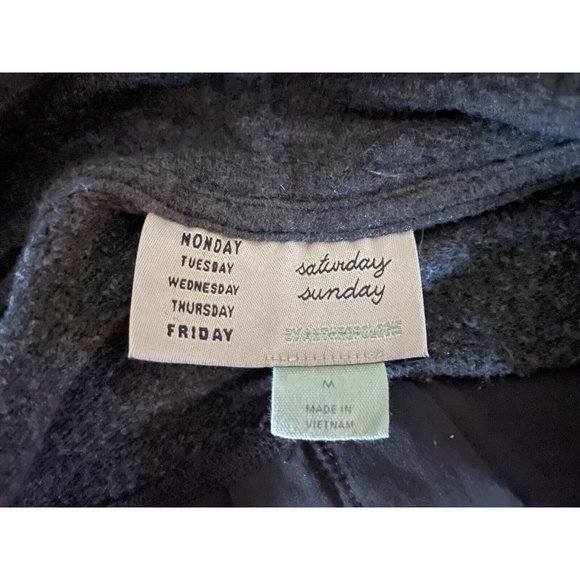 MONDAY
TUESDAY
WEDNESDAY
THURSDAY
FRIDAY
saturday
sunday
BY ANTHROPOLOGIE
M
MADE IN
VIETNAM